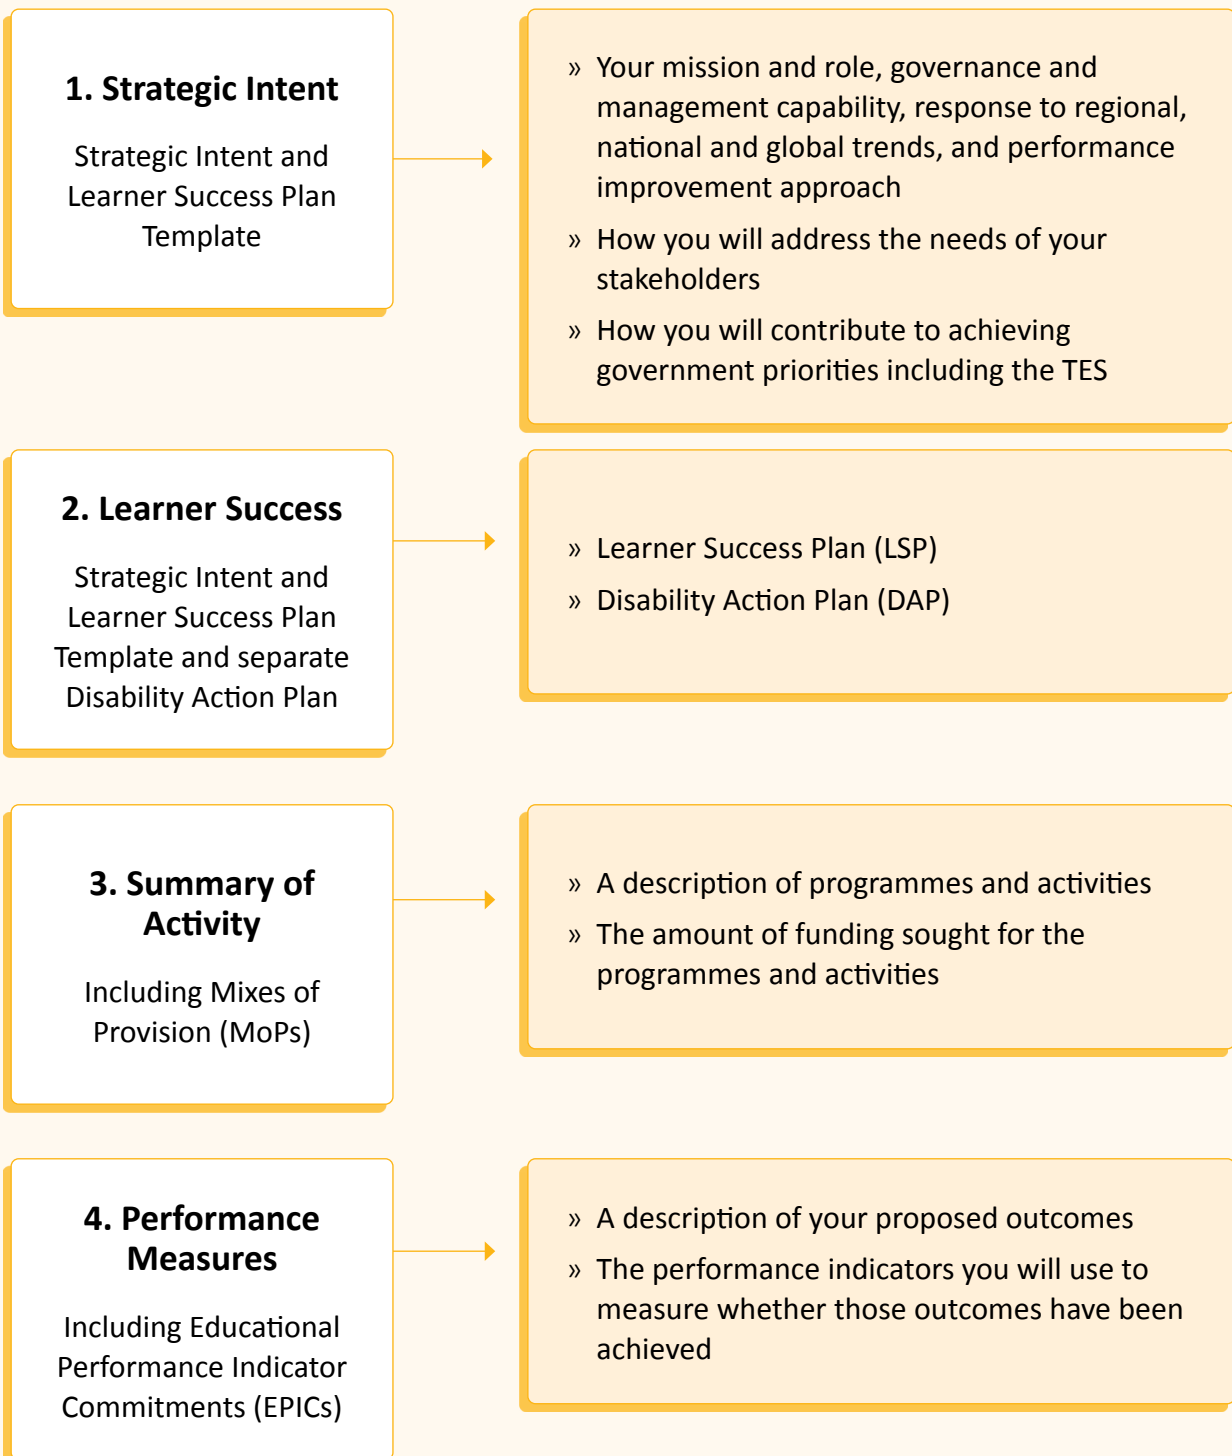 1. Strategic Intent
Strategic Intent and
Learner Success Plan
Template
» Your mission and role, governance and
management capability, response to regional,
national and global trends, and performance
improvement approach
» How you will address the needs of your
stakeholders
» How you will contribute to achieving
government priorities including the TES
2. Learner Success
Strategic Intent and
Learner Success Plan
Template and separate
Disability Action Plan
» Learner Success Plan (LSP)
» Disability Action Plan (DAP)
3. Summary of
Activity
Including Mixes of
Provision (MoPs)
» A description of programmes and activities
» The amount of funding sought for the
programmes and activities
4. Performance
Measures
Including Educational
Performance Indicator
Commitments (EPICs)
» A description of your proposed outcomes
» The performance indicators you will use to
measure whether those outcomes have been
achieved